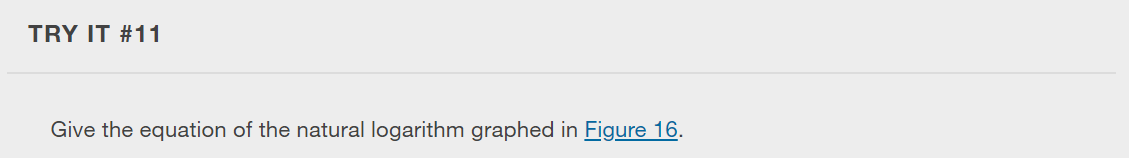 TRY IT #11
Give the equation of the natural logarithm graphed in Figure 16.